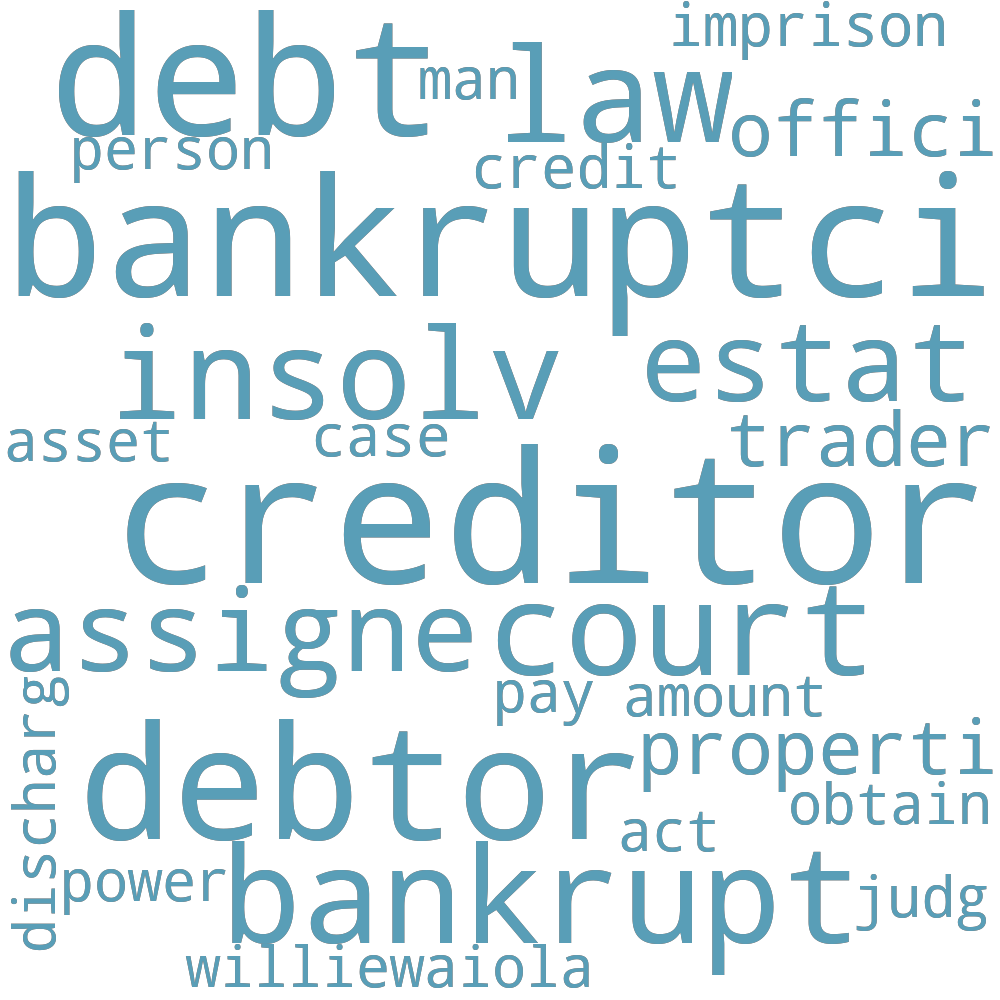 imprison
debt
man
law
offici
person
credit
bankruptci
insolv
estat
asset
case
trader
creditor
assigne
court
discharg
pay
amount
debtor
properti
obtain
act
power
bankrupt
judg
williewaiola